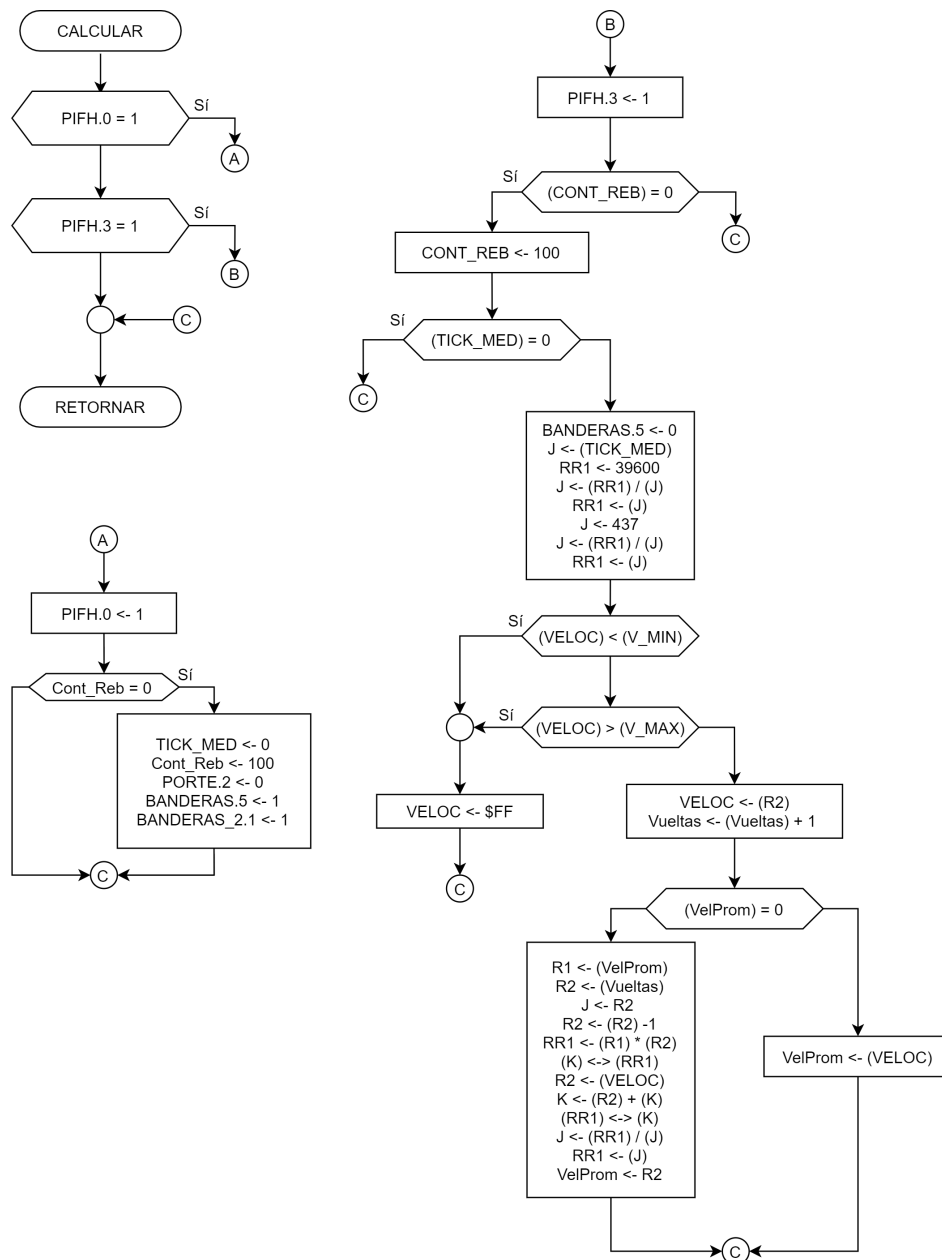 CALCULAR
PIFH.0 = 1
Sí
A
PIFH.3 = 1
Sí
B
C
RETORNAR
A
PIFH.0 <- 1
Cont_Reb = 0
Sí
TICK_MED <- 0
Cont_Reb <- 100
PORTE.2 <- 0
BANDERAS.5 <- 1
BANDERAS_2.1 <- 1
C
B
PIFH.3 <- 1
Sí
(CONT_REB) = 0
C
CONT_REB <- 100
Sí
(TICK_MED) = 0
C
BANDERAS.5 <- 0
J <- (TICK_MED)
RR1 <- 39600
J <- (RR1) / (J)
RR1 <- (J)
J <- 437
J <- (RR1) / (J)
RR1 <- (J)
Sí
(VELOC) < (V_MIN)
Sí
(VELOC) > (V_MAX)
VELOC <- $FF
C
VELOC <- (R2)
Vueltas <- (Vueltas) + 1
(VelProm) = 0
R1 <- (VelProm)
R2 <- (Vueltas)
J <- R2
R2 <- (R2) -1
RR1 <- (R1) * (R2)
(K) <-> (RR1)
R2 <- (VELOC)
K <- (R2) + (K)
(RR1) <-> (K)
J <- (RR1) / (J)
RR1 <- (J)
VelProm <- R2
VelProm <- (VELOC)
C